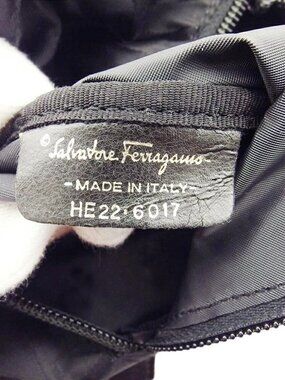 ©Salvatore Ferragamo-
-MADE IN ITALY-
HE22·6017